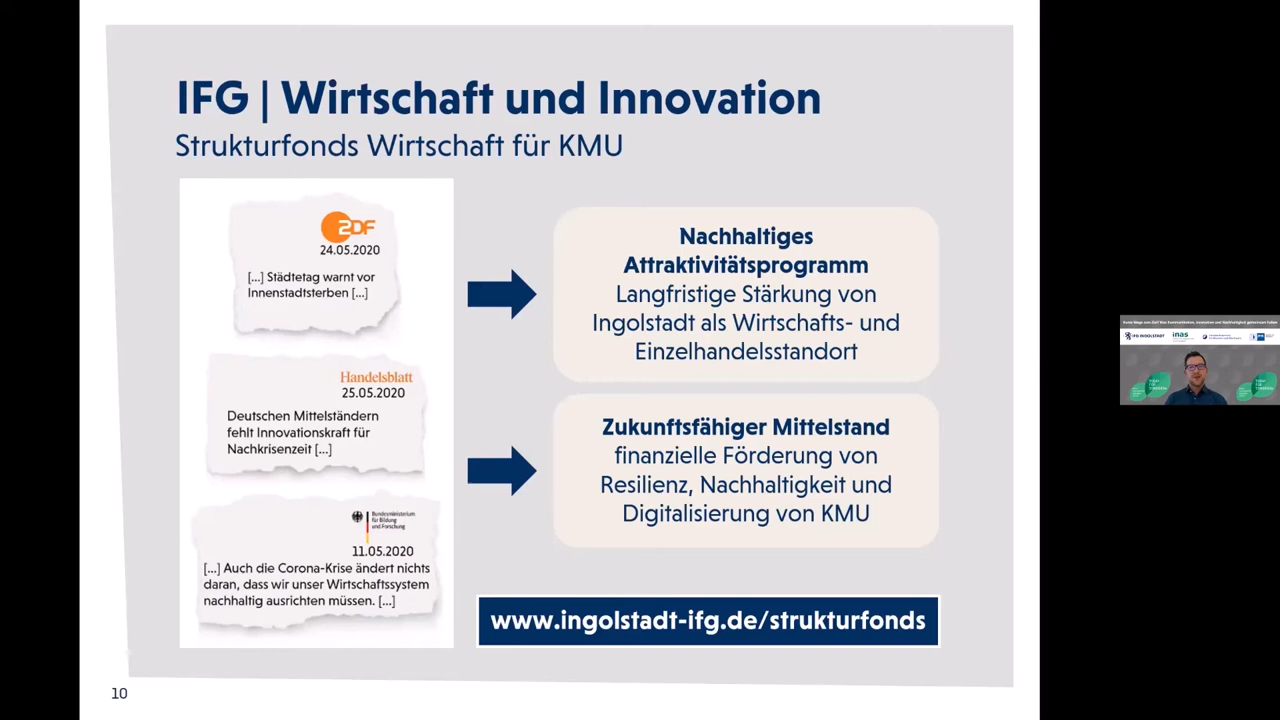 IFG | Wirtschaft und Innovation
Strukturfonds Wirtschaft für KMU
ZDF
24.05.2020
[...] Städtetag warnt vor
Innenstadtsterben [...]
Handelsblatt
25.05.2020
Deutschen Mittelständern
fehlt Innovationskraft für
Nachkrisenzeit [...]
Bundesministerium
für Bildung
und Forschung
11.05.2020
[...] Auch die Corona-Krise ändert nichts
daran, dass wir unser Wirtschaftssystem
nachhaltig ausrichten müssen. [...]
Nachhaltiges
Attraktivitätsprogramm
Langfristige Stärkung von
Ingolstadt als Wirtschafts- und
Einzelhandelsstandort
Zukunftsfähiger Mittelstand
finanzielle Förderung von
Resilienz, Nachhaltigkeit und
Digitalisierung von KMU
www.ingolstadt-ifg.de/strukturfonds
10
IFG INGOLSTADT
inas